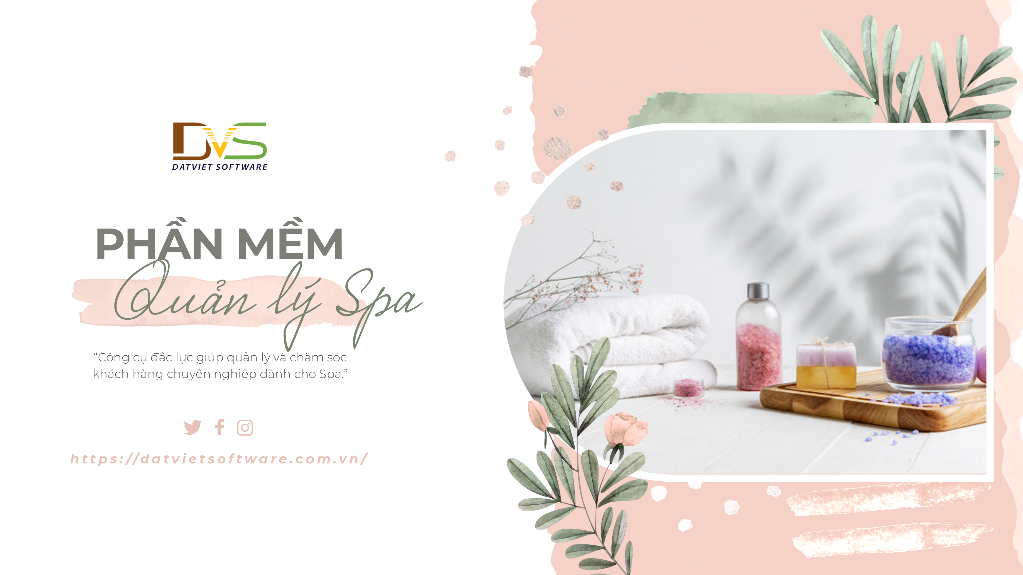 DVS
DATVIET SOFTWARE
PHẦN MỀM
Quản lý Spa
“Công cụ đắc lực giúp quản lý và chăm sóc
khách hàng chuyên nghiệp dành cho Spa.”
https://datvietsoftware.com.vn/